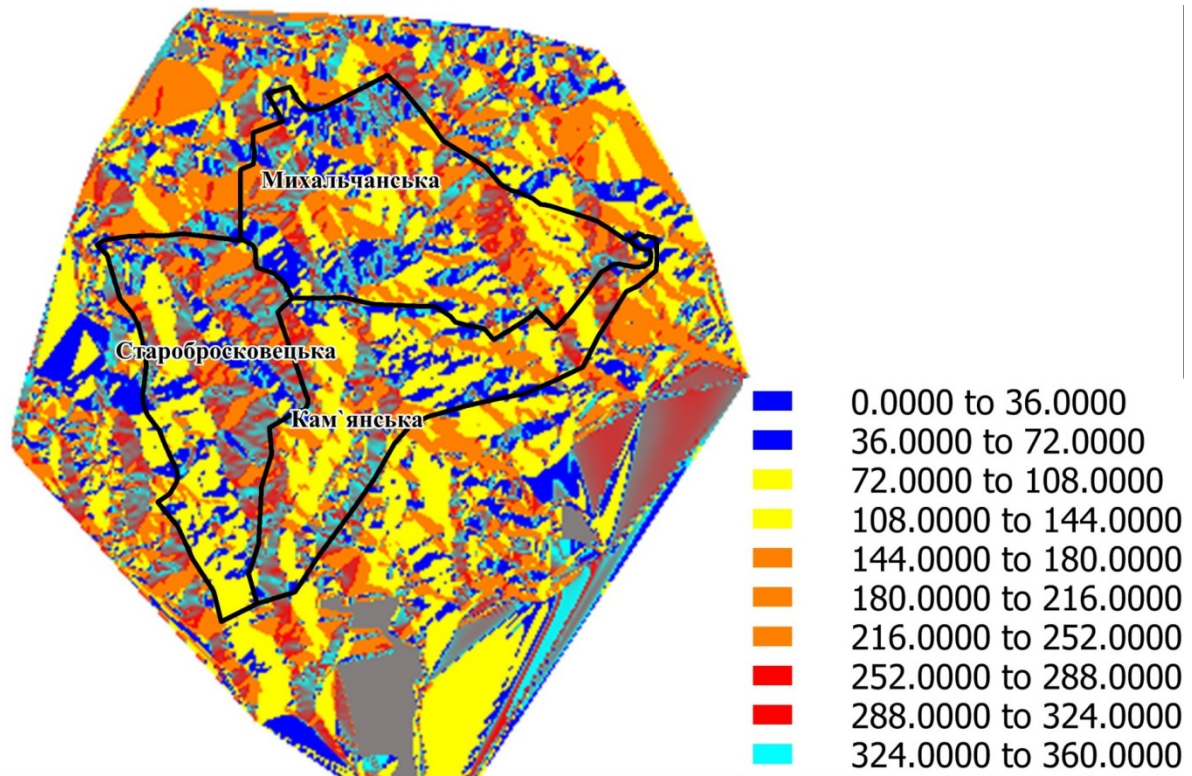 Михальчанська
Старобросковецька
Кам`янська
0.0000 to 36.0000
36.0000 to 72.0000
72.0000 to 108.0000
108.0000 to 144.0000
144.0000 to 180.0000
180.0000 to 216.0000
216.0000 to 252.0000
252.0000 to 288.0000
288.0000 to 324.0000
324.0000 to 360.0000